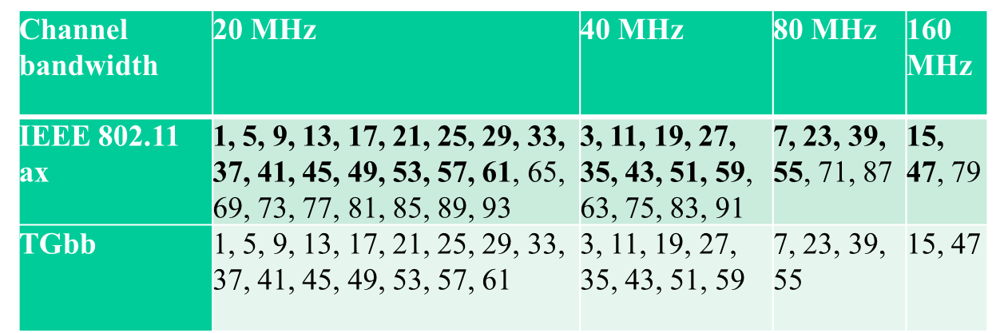 Channel bandwidth
20 MHz
40 MHz
80 MHz
160 MHz
IEEE 802.11 ax
1, 5, 9, 13, 17, 21, 25, 29, 33,
37, 41, 45, 49, 53, 57, 61, 65,
69, 73, 77, 81, 85, 89, 93
3, 11, 19, 27,
35, 43, 51, 59,
63, 75, 83, 91
7, 23, 39,
55, 71, 87
15,
47, 79
TGbb
1, 5, 9, 13, 17, 21, 25, 29, 33,
37, 41, 45, 49, 53, 57, 61
3, 11, 19, 27,
35, 43, 51, 59
7, 23, 39,
55
15, 47